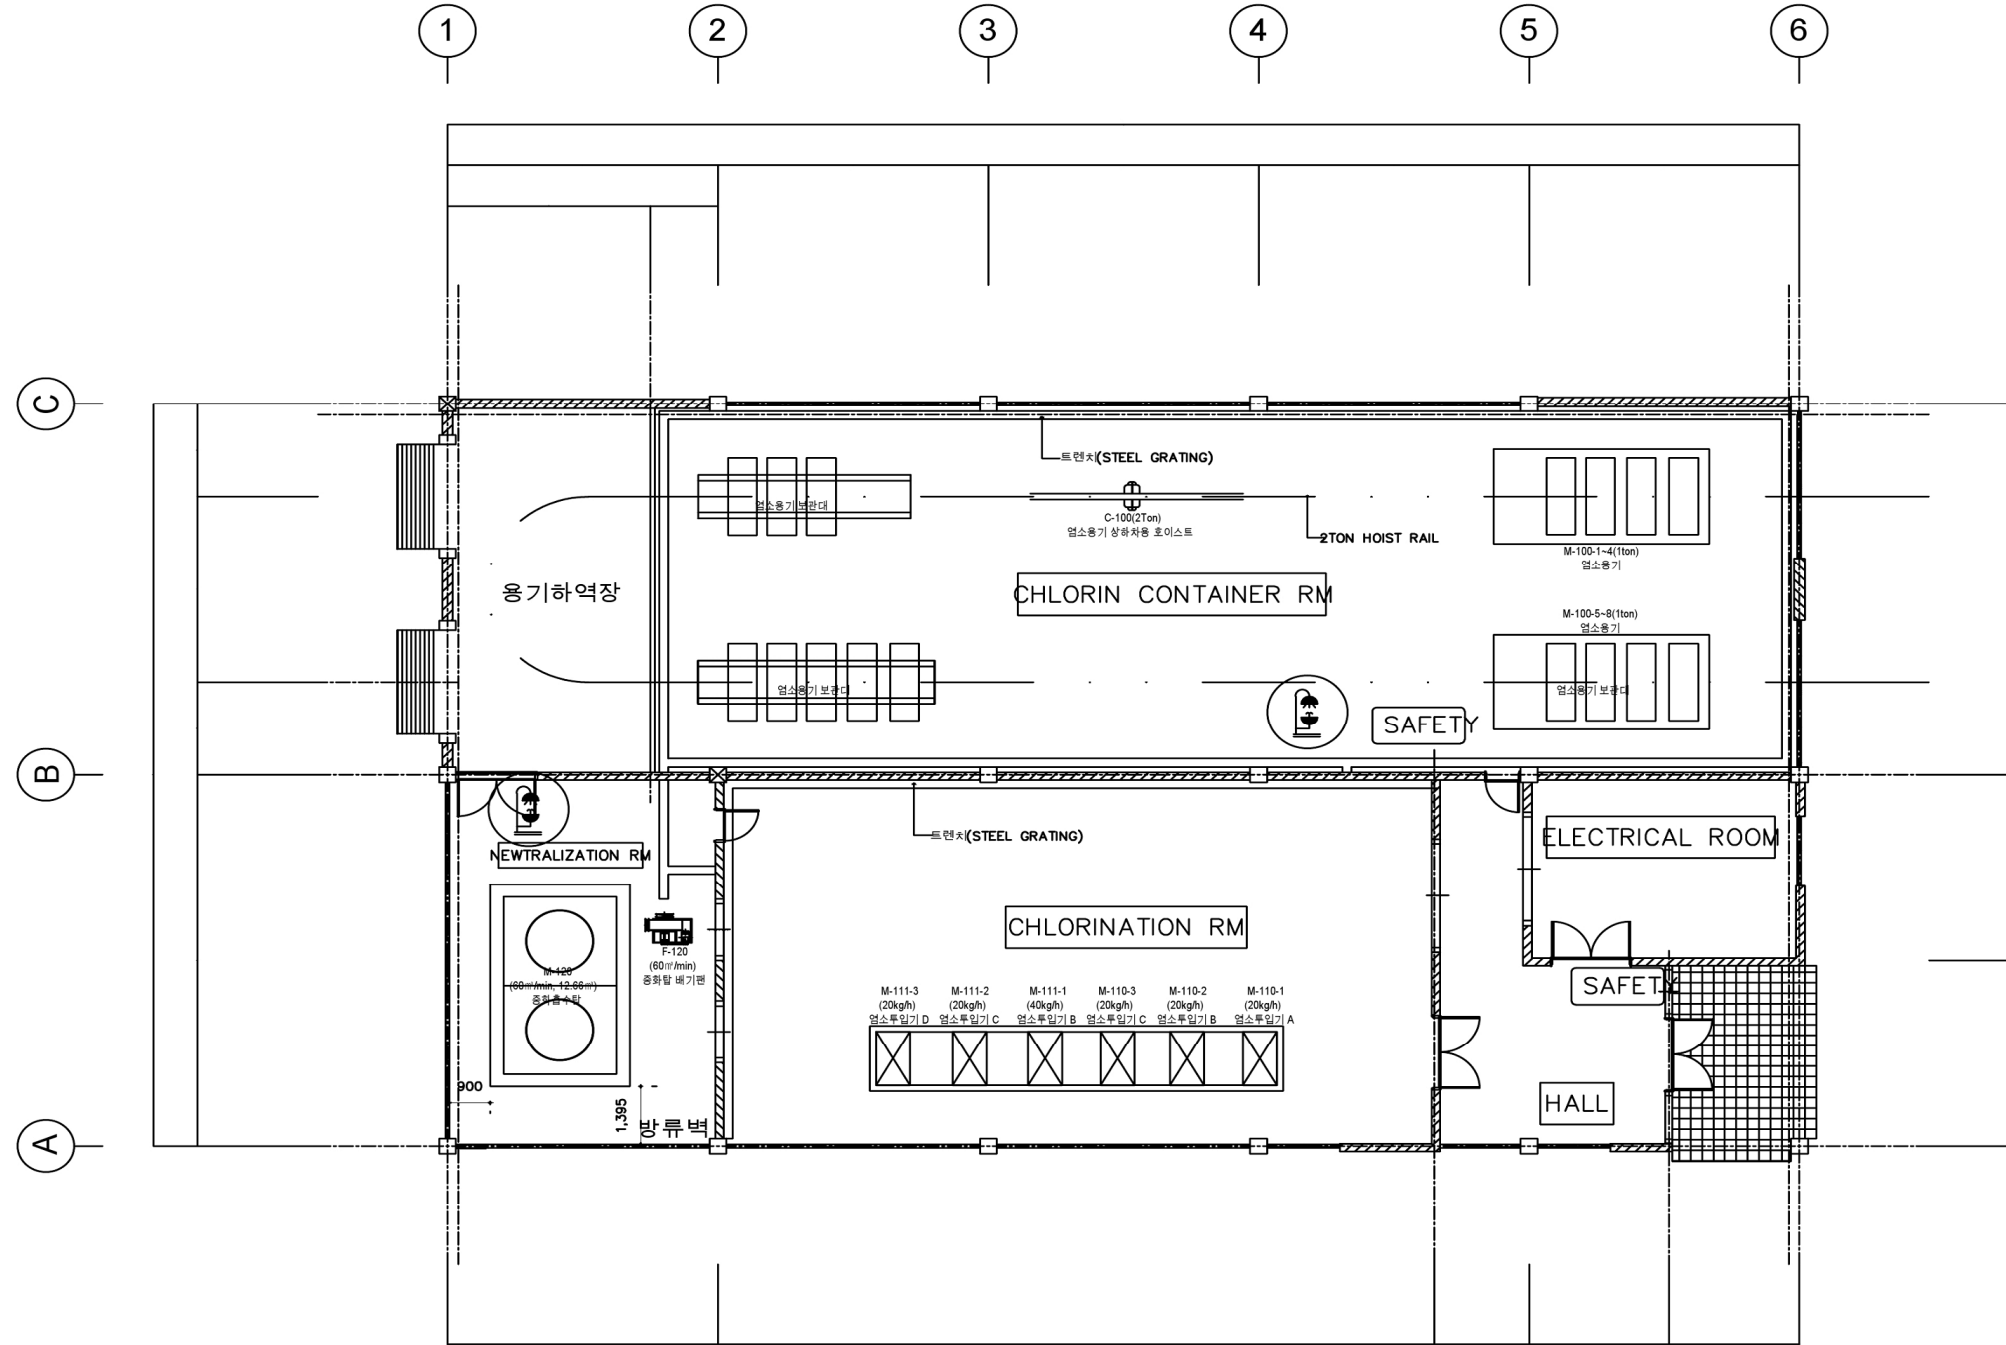 1
2
3
4
5
6
C
트렌치(STEEL GRATING)
염소용기 보관대
C-100(2Ton)
염소용기 상하차용 호이스트
2TON HOIST RAIL
M-100-1~4(1ton)
염소용기
용기하역장
CHLORIN CONTAINER RM
M-100-5~8(1ton)
염소용기
염소용기 보관대
염소용기 보관대
SAFETY
B
트렌치(STEEL GRATING)
ELECTRICAL ROOM
NEWTRALIZATION RM
CHLORINATION RM
F-120
(60㎥/min)
중화탑 배기팬
M-120
(60㎥/min, 12.66㎥)
중화흡수탑
SAFETY
M-111-3
(20kg/h)
염소투입기 D
M-111-2
(20kg/h)
염소투입기 C
M-111-1
(40kg/h)
염소투입기 B
M-110-3
(20kg/h)
염소투입기 C
M-110-2
(20kg/h)
염소투입기 B
M-110-1
(20kg/h)
염소투입기 A
900
1,395
방류벽
HALL
A